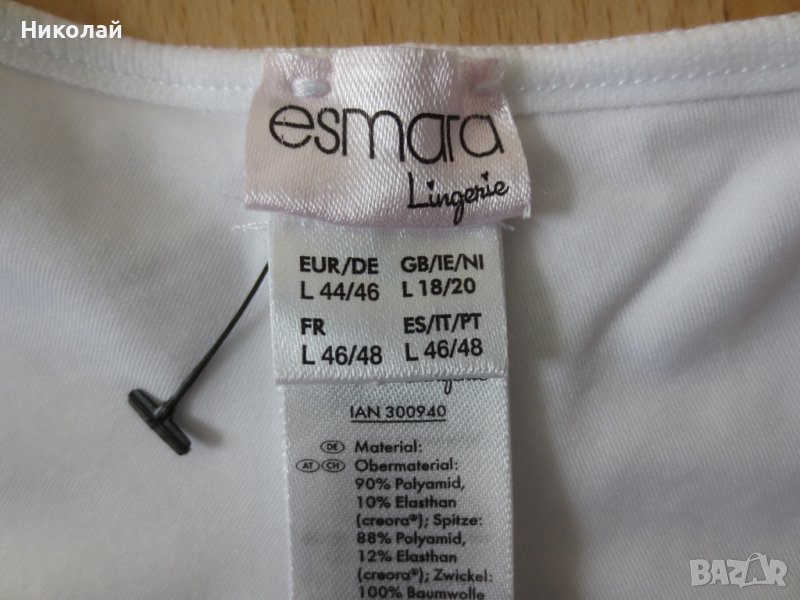 Николай
esmara
Lingerie
EUR/DE GB/IE/NI
L 44/46 L 18/20
FR ES/IT/PT
L 46/48 L 46/48
IAN 300940
DE Material:
AT CH Obermaterial:
90% Polyamid,
10% Elasthan
(creora®); Spitze:
88% Polyamid,
12% Elasthan
(creora®); Zwickel:
100% Baumwolle
BAZAR